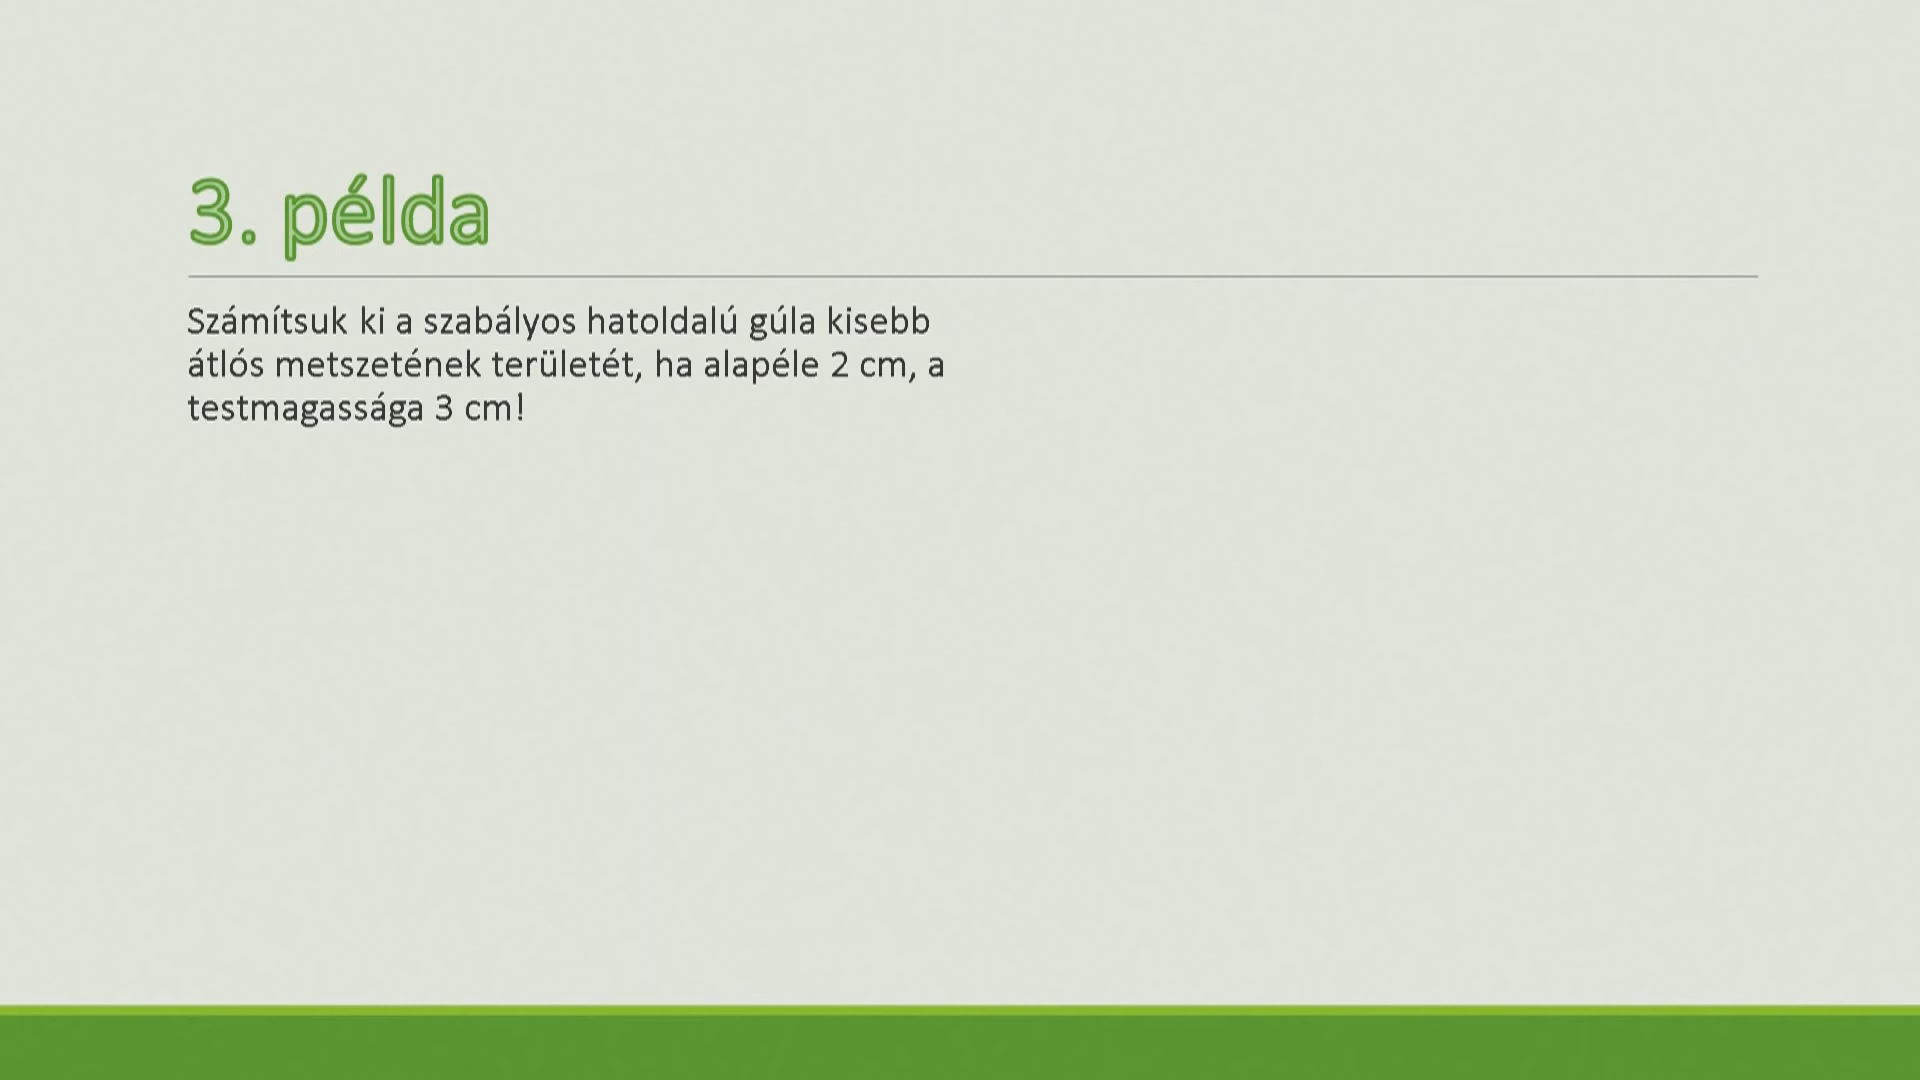 3. példa
Számítsuk ki a szabályos hatoldalú gúla kisebb
átlós metszetének területét, ha alapéle 2 cm, a
testmagassága 3 cm!